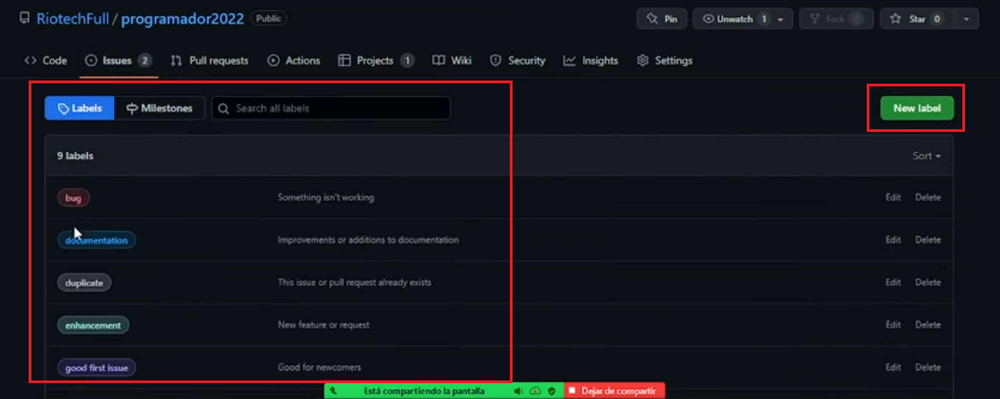 RiotechFull / programador2022 Public
Pin Unwatch 1 Fork 0 Star 0
Code Issues 2 Pull requests Actions Projects 1 Wiki Security Insights Settings
Labels Milestones Search all labels New label
9 labels Sort
bug Something isn't working Edit Delete
documentation Improvements or additions to documentation Edit Delete
duplicate This issue or pull request already exists Edit Delete
enhancement New feature or request Edit Delete
good first issue Good for newcomers Edit Delete
Está compartiendo la pantalla Dejar de compartir